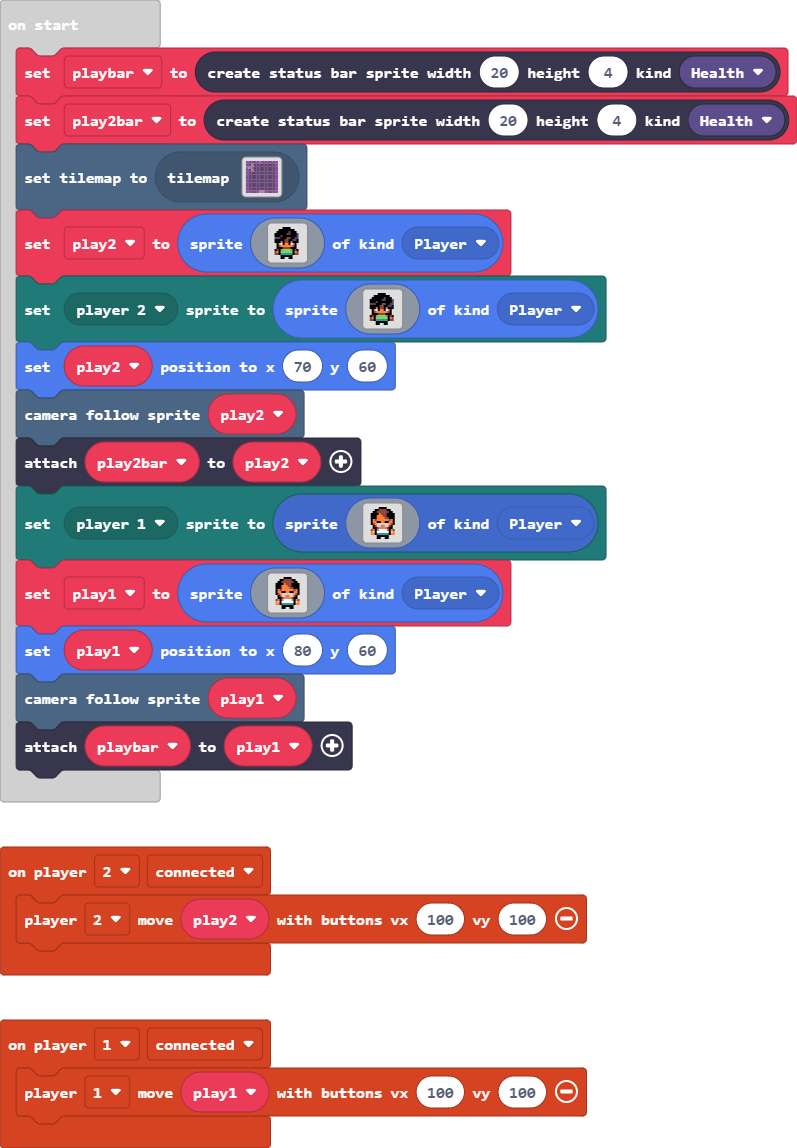 on start
set playbar to create status bar sprite width 20 height 4 kind Health
set play2bar to create status bar sprite width 20 height 4 kind Health
set tilemap to tilemap
set play2 to sprite of kind Player
set player 2 sprite to sprite of kind Player
set play2 position to x 70 y 60
camera follow sprite play2
attach play2bar to play2
set player 1 sprite to sprite of kind Player
set play1 to sprite of kind Player
set play1 position to x 80 y 60
camera follow sprite play1
attach playbar to play1
on player 2 connected
player 2 move play2 with buttons vx 100 vy 100
on player 1 connected
player 1 move play1 with buttons vx 100 vy 100